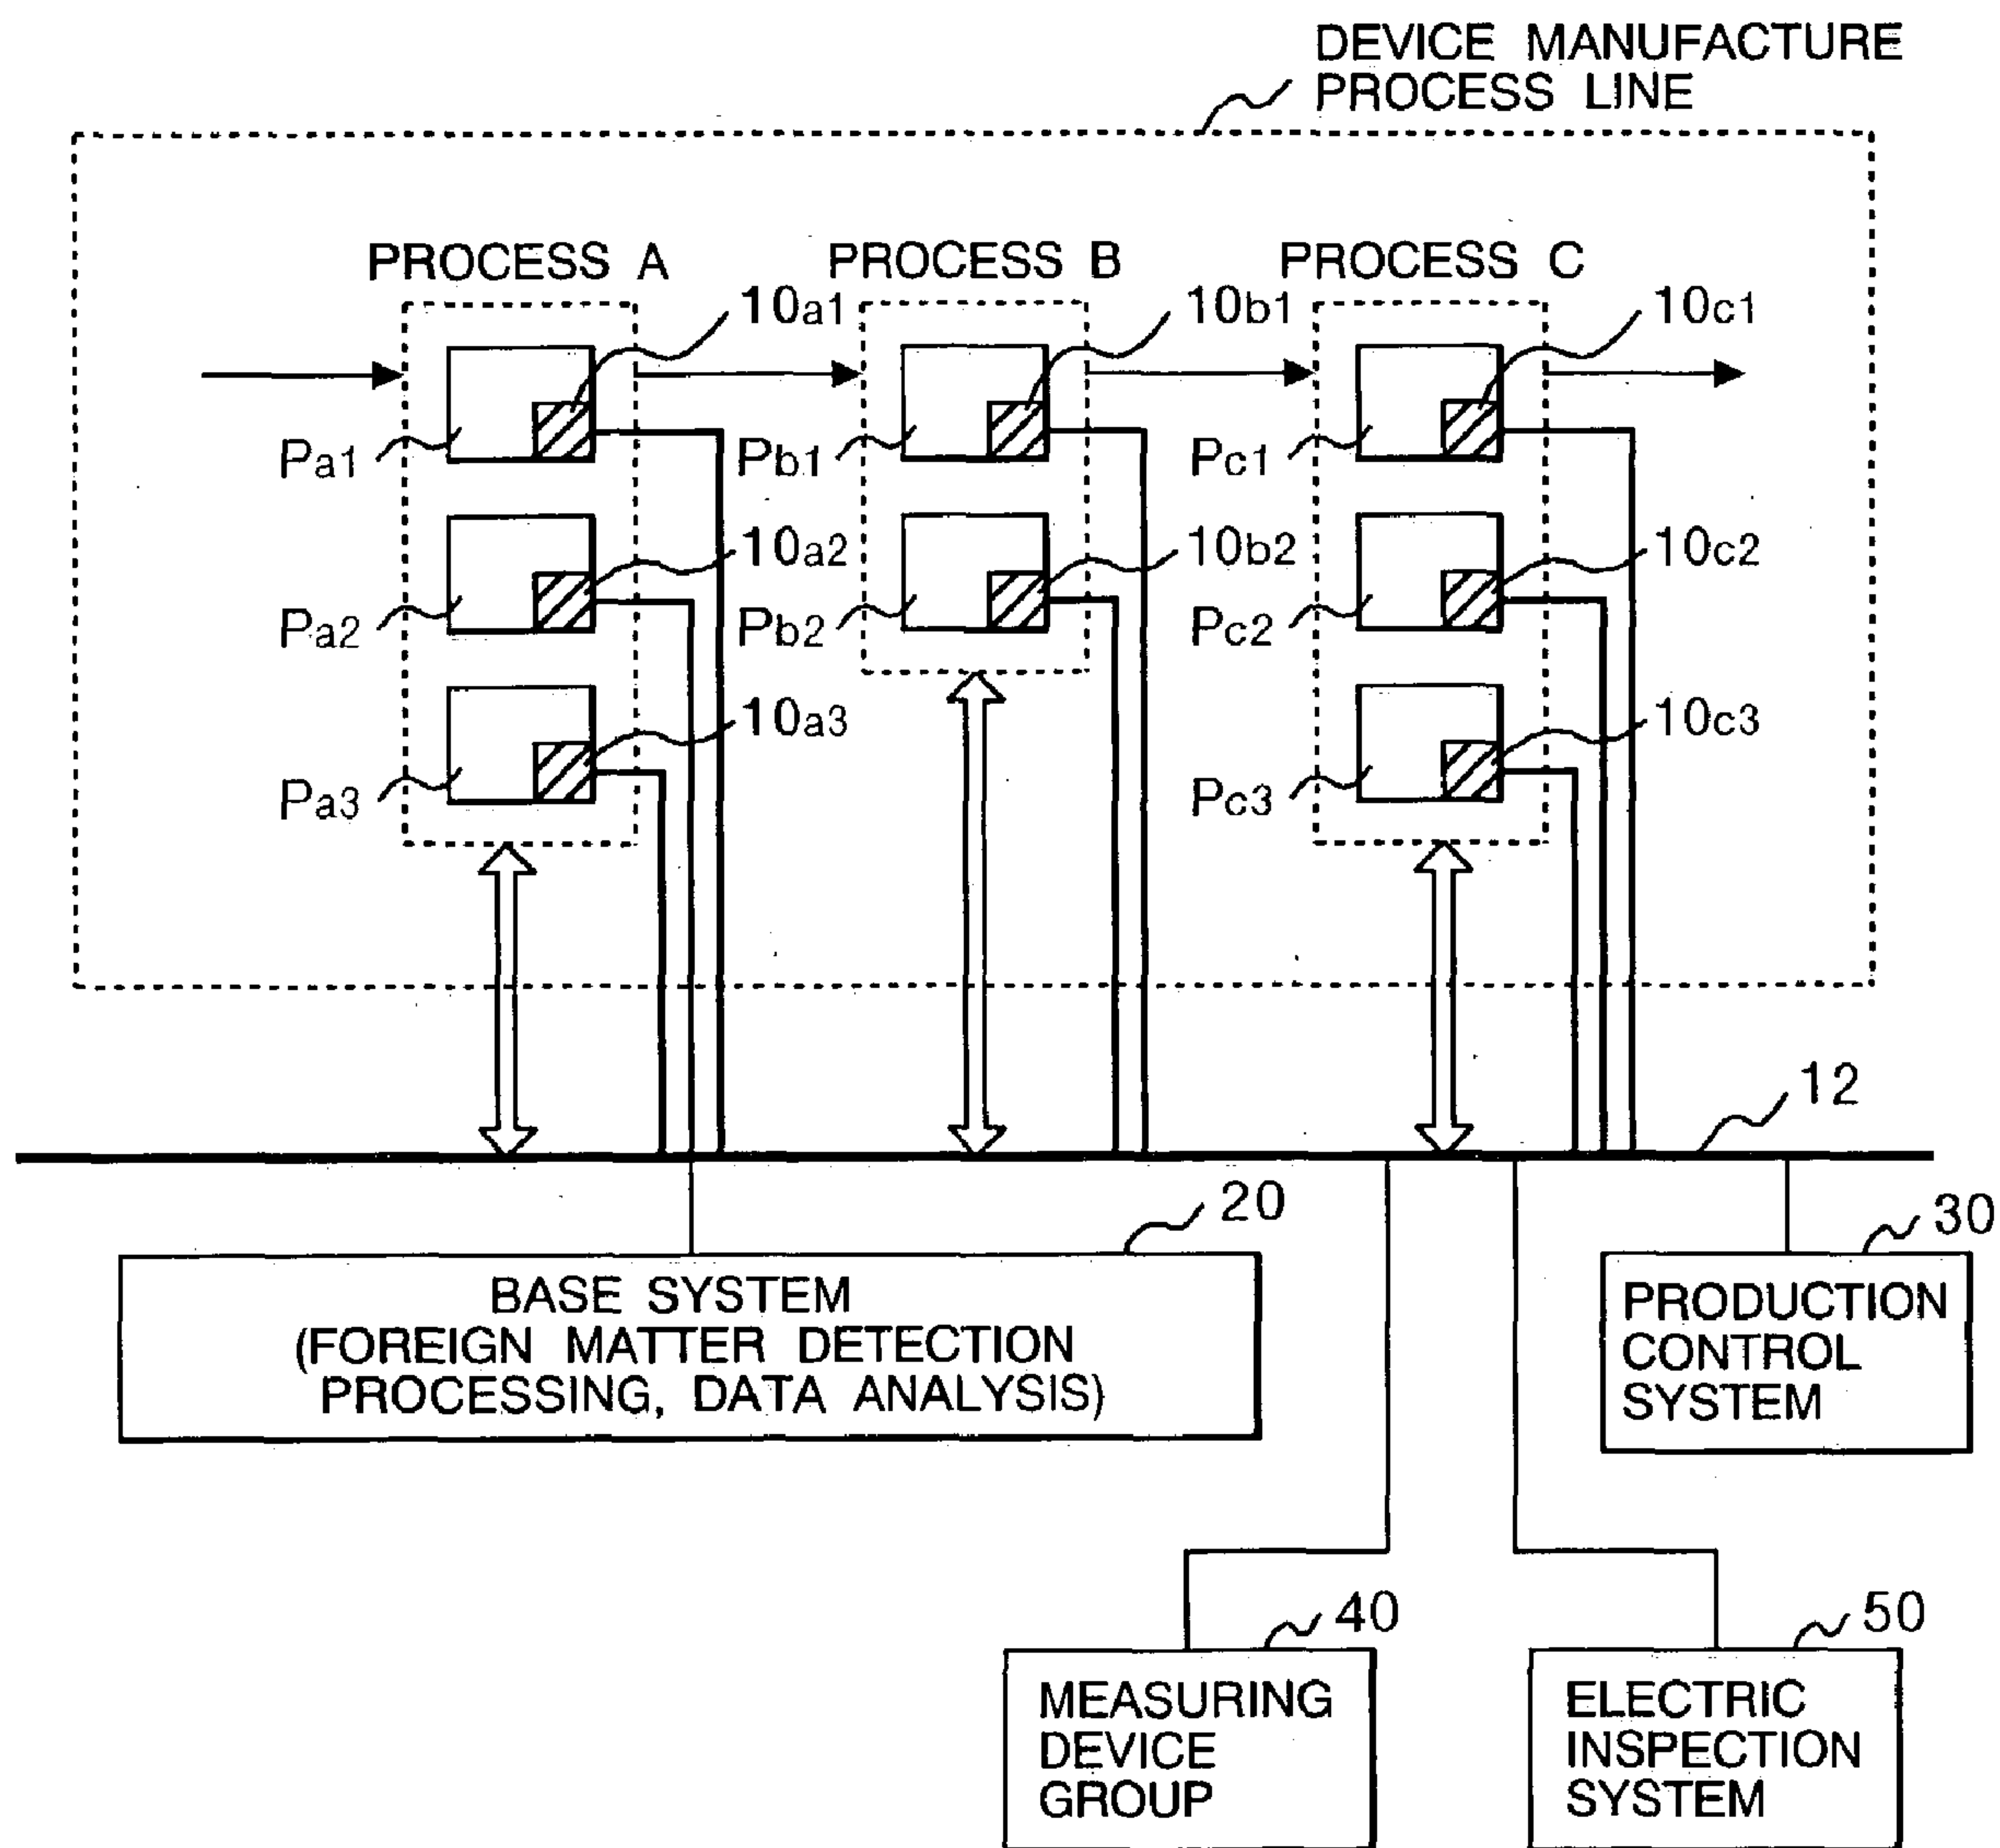 DEVICE MANUFACTURE
PROCESS LINE
PROCESS A
PROCESS B
PROCESS C
10a1
10b1
10c1
Pa1
Pb1
Pc1
10a2
10b2
10c2
Pa2
Pb2
Pc2
10a3
10c3
Pa3
Pc3
12
20
30
BASE SYSTEM
(FOREIGN MATTER DETECTION
PROCESSING, DATA ANALYSIS)
PRODUCTION
CONTROL
SYSTEM
40
50
MEASURING
DEVICE
GROUP
ELECTRIC
INSPECTION
SYSTEM